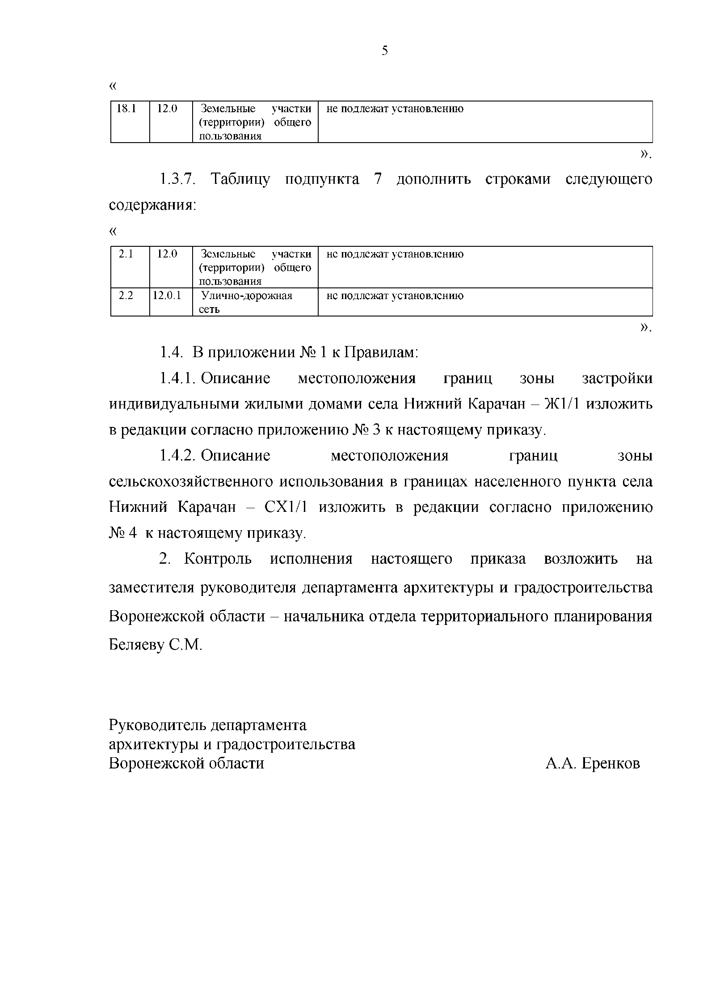 5
«
18.1 12.0 Земельные участки не подлежат установлению
(территории) общего
пользования
».
1.3.7. Таблицу подпункта 7 дополнить строками следующего
содержания:
«
2.1 12.0 Земельные участки не подлежат установлению
(территории) общего
пользования
2.2 12.0.1 Улично-дорожная не подлежат установлению
сеть
».
1.4. В приложении № 1 к Правилам:
1.4.1. Описание местоположения границ зоны застройки
индивидуальными жилыми домами села Нижний Карачан – Ж1/1 изложить
в редакции согласно приложению № 3 к настоящему приказу.
1.4.2. Описание местоположения границ зоны
сельскохозяйственного использования в границах населенного пункта села
Нижний Карачан – СХ1/1 изложить в редакции согласно приложению
№ 4 к настоящему приказу.
2. Контроль исполнения настоящего приказа возложить на
заместителя руководителя департамента архитектуры и градостроительства
Воронежской области – начальника отдела территориального планирования
Беляеву С.М.
Руководитель департамента
архитектуры и градостроительства
Воронежской области А.А. Еренков